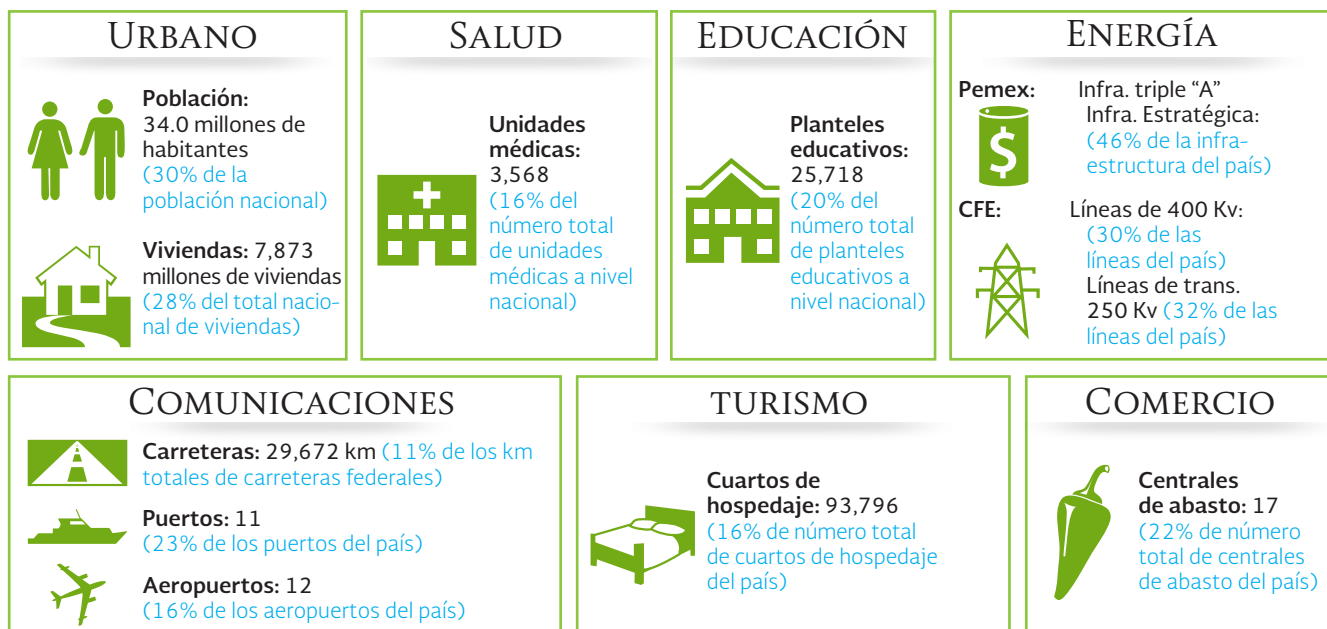 URBANO
Población:
34.0 millones de
habitantes
(30% de la
población nacional)
Viviendas: 7,873
millones de viviendas
(28% del total nacio-
nal de viviendas)
SALUD
Unidades
médicas:
3,568
(16% del
número total
de unidades
médicas a nivel
nacional)
EDUCACIÓN
Planteles
educativos:
25,718
(20% del
número total
de planteles
educativos a
nivel nacional)
ENERGÍA
Pemex: Infra. triple “A”
Infra. Estratégica:
(46% de la infra-
estructura del país)
$
CFE: Líneas de 400 Kv:
(30% de las
líneas del país)
Líneas de trans.
250 Kv (32% de las
líneas del país)
COMUNICACIONES
Carreteras: 29,672 km (11% de los km
totales de carreteras federales)
Puertos: 11
(23% de los puertos del país)
Aeropuertos: 12
(16% de los aeropuertos del país)
TURISMO
Cuartos de
hospedaje: 93,796
(16% de número total
de cuartos de hospedaje
del país)
COMERCIO
Centrales
de abasto: 17
(22% de número
total de centrales
de abasto del país)